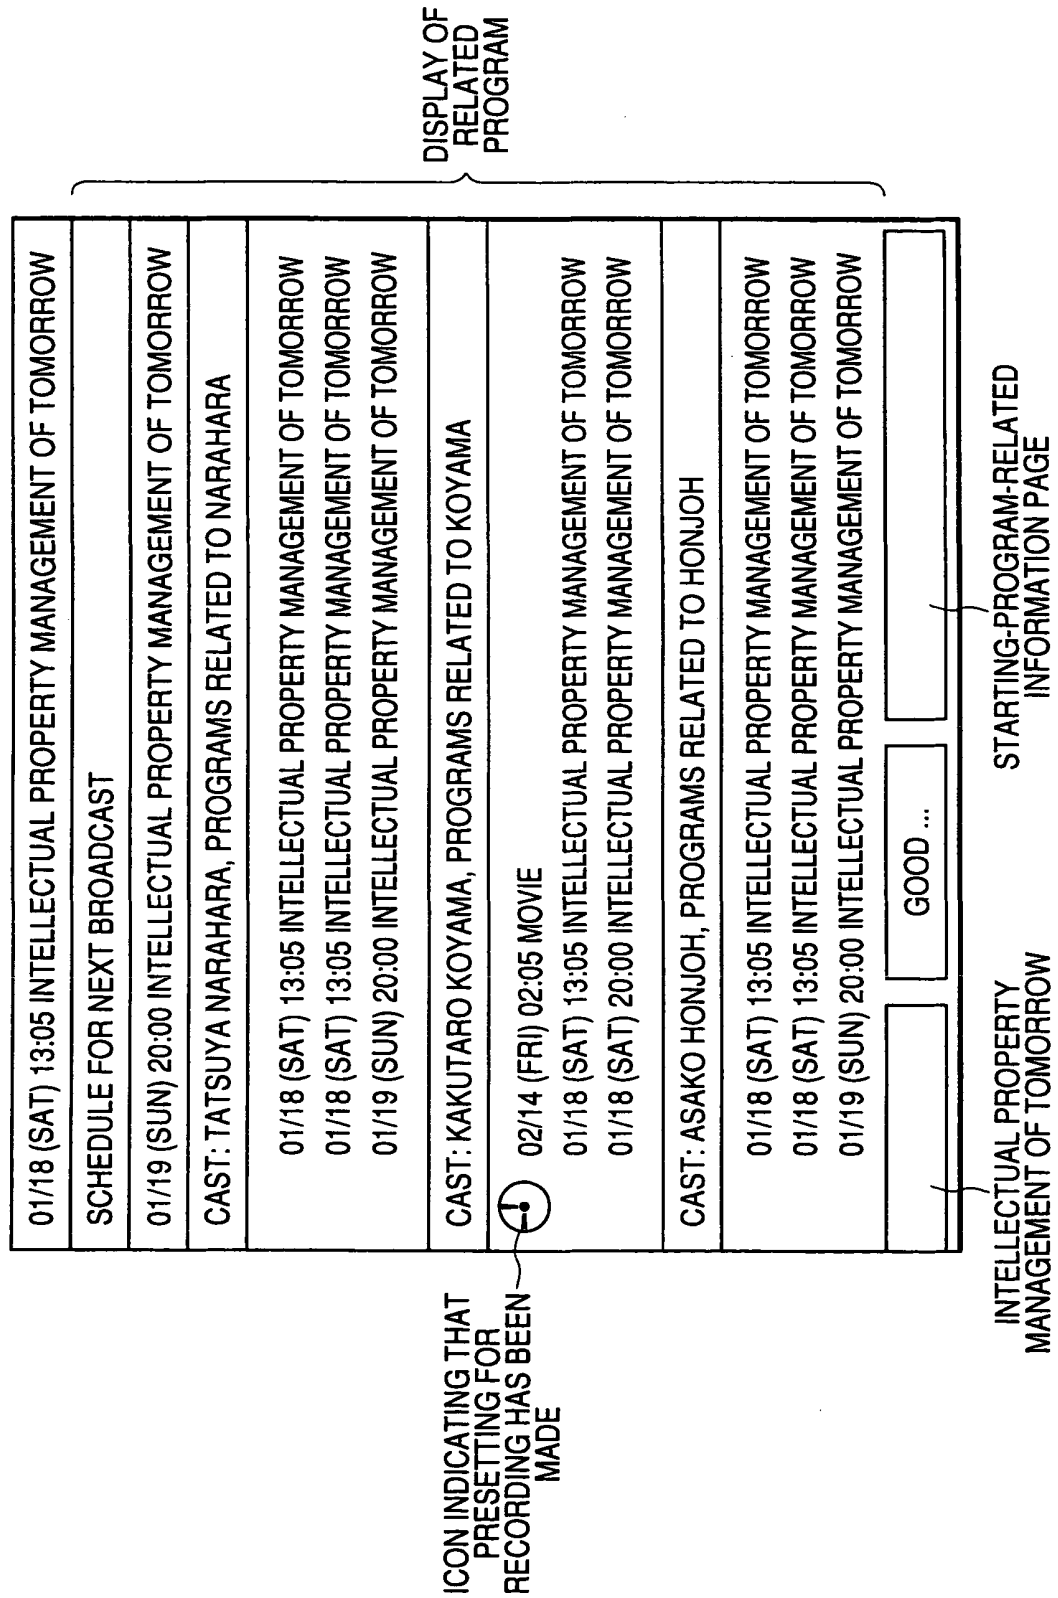 01/18 (SAT) 13:05 INTELLECTUAL PROPERTY MANAGEMENT OF TOMORROW
SCHEDULE FOR NEXT BROADCAST
01/19 (SUN) 20:00 INTELLECTUAL PROPERTY MANAGEMENT OF TOMORROW
CAST: TATSUYA NARAHARA, PROGRAMS RELATED TO NARAHARA
01/18 (SAT) 13:05 INTELLECTUAL PROPERTY MANAGEMENT OF TOMORROW
01/18 (SAT) 13:05 INTELLECTUAL PROPERTY MANAGEMENT OF TOMORROW
01/19 (SUN) 20:00 INTELLECTUAL PROPERTY MANAGEMENT OF TOMORROW
CAST: KAKUTARO KOYAMA, PROGRAMS RELATED TO KOYAMA
02/14 (FRI) 02:05 MOVIE
01/18 (SAT) 13:05 INTELLECTUAL PROPERTY MANAGEMENT OF TOMORROW
01/18 (SAT) 20:00 INTELLECTUAL PROPERTY MANAGEMENT OF TOMORROW
CAST: ASAKO HONJOH, PROGRAMS RELATED TO HONJOH
01/18 (SAT) 13:05 INTELLECTUAL PROPERTY MANAGEMENT OF TOMORROW
01/18 (SAT) 13:05 INTELLECTUAL PROPERTY MANAGEMENT OF TOMORROW
01/19 (SUN) 20:00 INTELLECTUAL PROPERTY MANAGEMENT OF TOMORROW
GOOD ...
DISPLAY OF
RELATED
PROGRAM
ICON INDICATING THAT
PRESETTING FOR
RECORDING HAS BEEN
MADE
INTELLECTUAL PROPERTY
MANAGEMENT OF TOMORROW
STARTING-PROGRAM-RELATED
INFORMATION PAGE